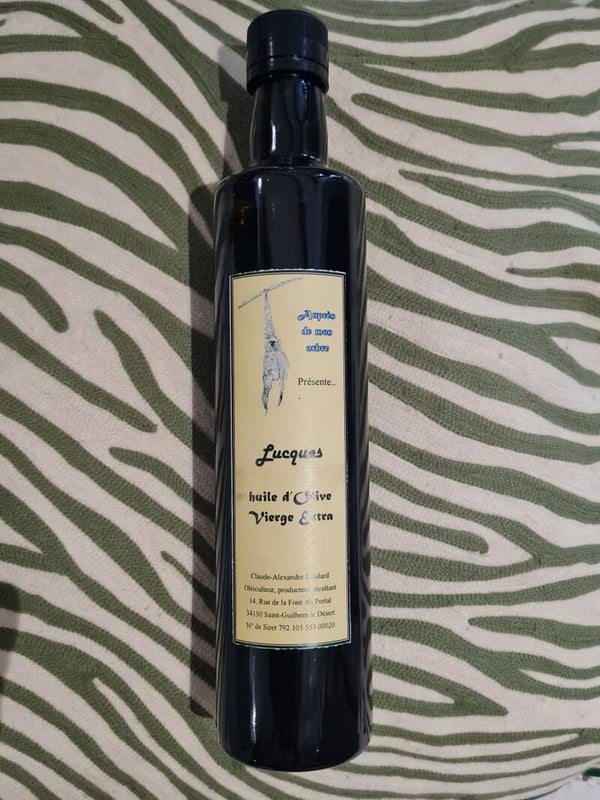 Auprès
de mon
arbre
Présente..
Lucques
huile d'Olive
Vierge Extra
Claude-Alexandre
Oléiculteur, producteur récoltant
14, Rue de la Font du Portal
34150 Saint-Guilhem le Désert
N° de Siret 792 105 553 00020